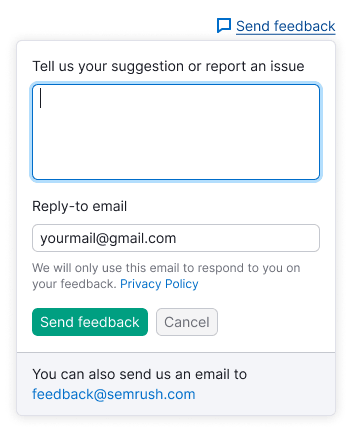 Send feedback
Tell us your suggestion or report an issue
Reply-to email
yourmail@gmail.com
We will only use this email to respond to you on
your feedback. Privacy Policy
Send feedback Cancel
You can also send us an email to
feedback@semrush.com